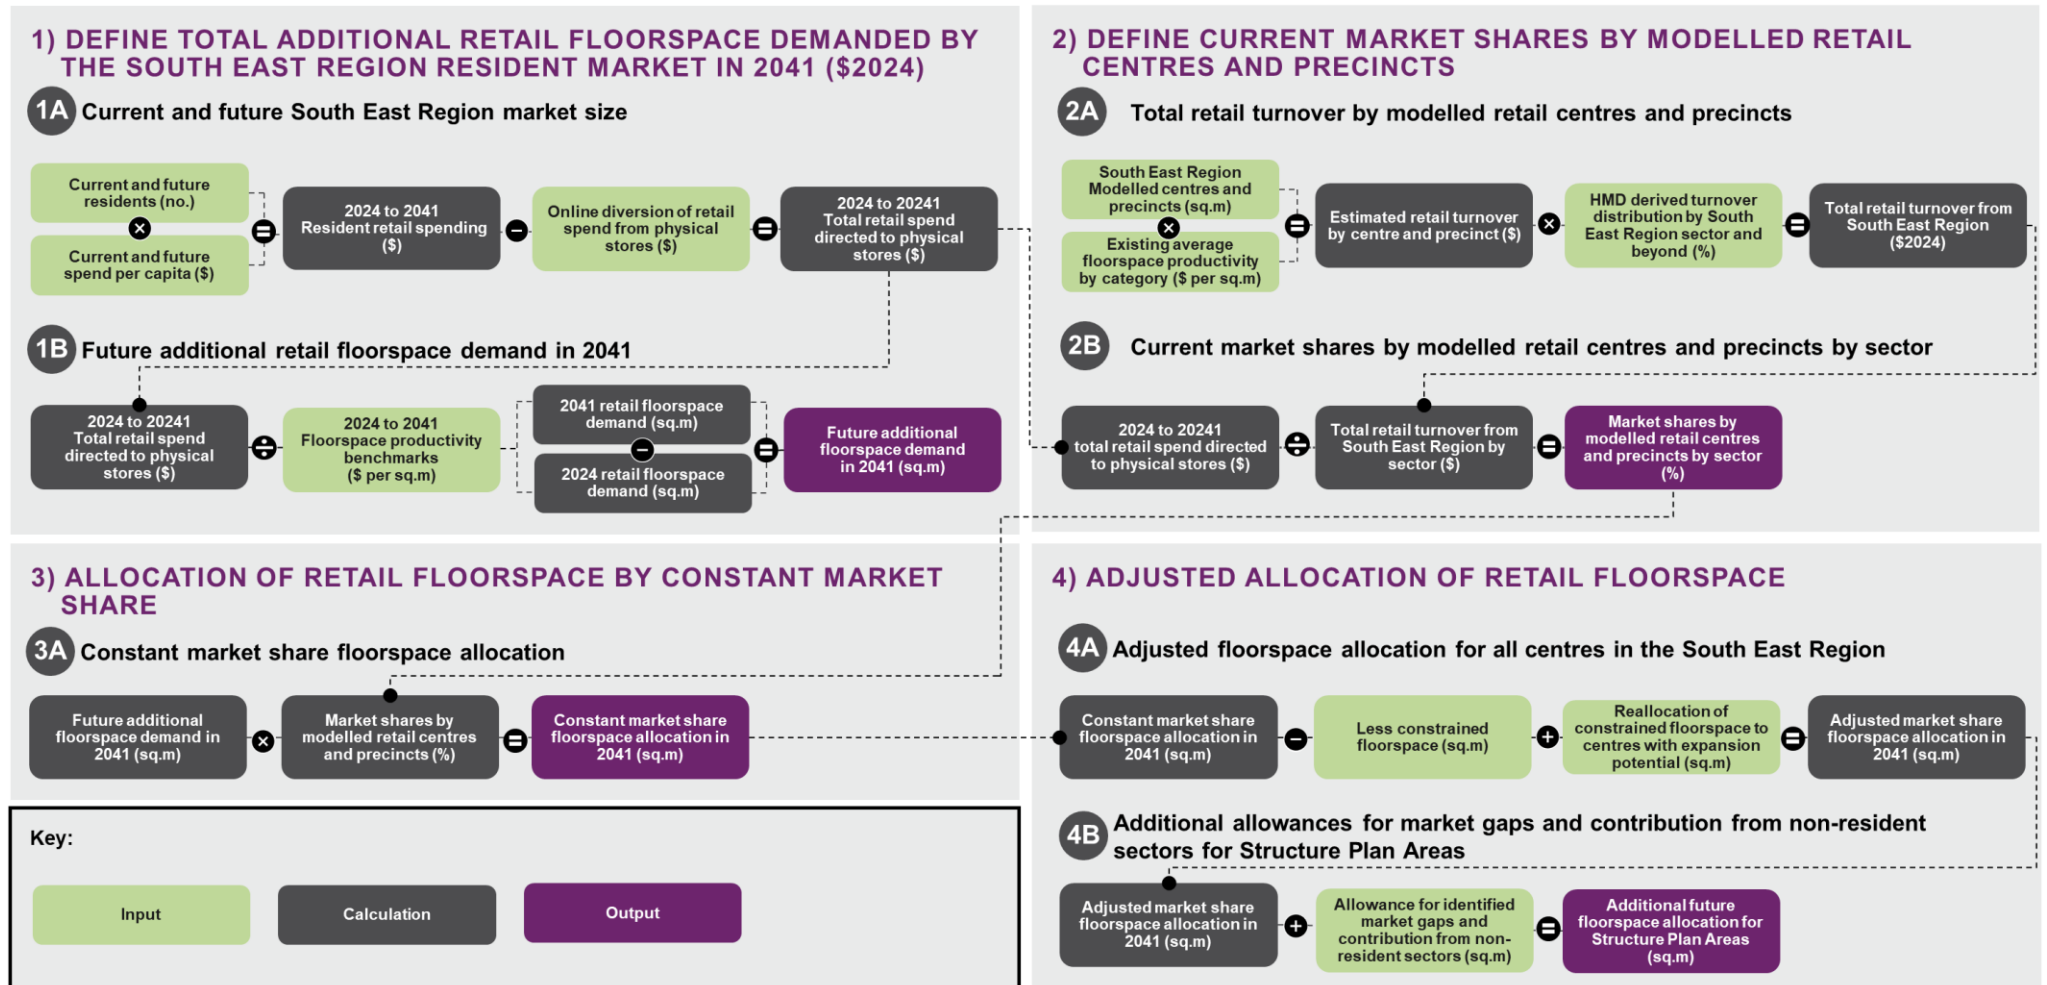 1) DEFINE TOTAL ADDITIONAL RETAIL FLOORSPACE DEMANDED BY
THE SOUTH EAST REGION RESIDENT MARKET IN 2041 ($2024)
1A Current and future South East Region market size
Current and future
residents (no.)
×
Current and future
spend per capita ($)
=
2024 to 2041
Resident retail spending
($)
−
Online diversion of retail
spend from physical
stores ($)
=
2024 to 20241
Total retail spend
directed to physical
stores ($)
1B Future additional retail floorspace demand in 2041
2024 to 20241
Total retail spend
directed to physical
stores ($)
÷
2024 to 2041
Floorspace productivity
benchmarks
($ per sq.m)
2041 retail floorspace
demand (sq.m)
−
2024 retail floorspace
demand (sq.m)
=
Future additional
floorspace demand
in 2041 (sq.m)
2) DEFINE CURRENT MARKET SHARES BY MODELLED RETAIL
CENTRES AND PRECINCTS
2A Total retail turnover by modelled retail centres and precincts
South East Region
Modelled centres and
precincts (sq.m)
×
Existing average
floorspace productivity
by category ($ per sq.m)
=
Estimated retail turnover
by centre and precinct ($)
×
HMD derived turnover
distribution by South
East Region sector and
beyond (%)
=
Total retail turnover from
South East Region
($2024)
2B Current market shares by modelled retail centres and precincts by sector
2024 to 20241
total retail spend directed
to physical stores ($)
÷
Total retail turnover from
South East Region by
sector ($)
=
Market shares by
modelled retail centres
and precincts by sector
(%)
3) ALLOCATION OF RETAIL FLOORSPACE BY CONSTANT MARKET
SHARE
3A Constant market share floorspace allocation
Future additional
floorspace demand in
2041 (sq.m)
×
Market shares by
modelled retail centres
and precincts (%)
=
Constant market share
floorspace allocation in
2041 (sq.m)
4) ADJUSTED ALLOCATION OF RETAIL FLOORSPACE
4A Adjusted floorspace allocation for all centres in the South East Region
Constant market share
floorspace allocation in
2041 (sq.m)
−
Less constrained
floorspace (sq.m)
+
Reallocation of
constrained floorspace to
centres with expansion
potential (sq.m)
=
Adjusted market share
floorspace allocation in
2041 (sq.m)
4B Additional allowances for market gaps and contribution from non-resident
sectors for Structure Plan Areas
Adjusted market share
floorspace allocation in
2041 (sq.m)
+
Allowance for identified
market gaps and
contribution from non-
resident sectors (sq.m)
=
Additional future
floorspace allocation for
Structure Plan Areas
(sq.m)
Key:
Input
Calculation
Output